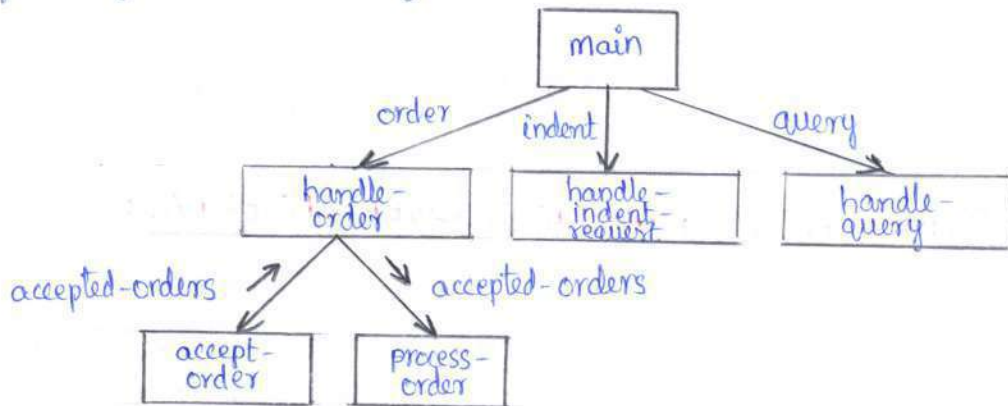 main
order
indent
query
handle-
order
handle-
indent-
request
handle-
query
accepted-orders
accepted-orders
accept-
order
process-
order